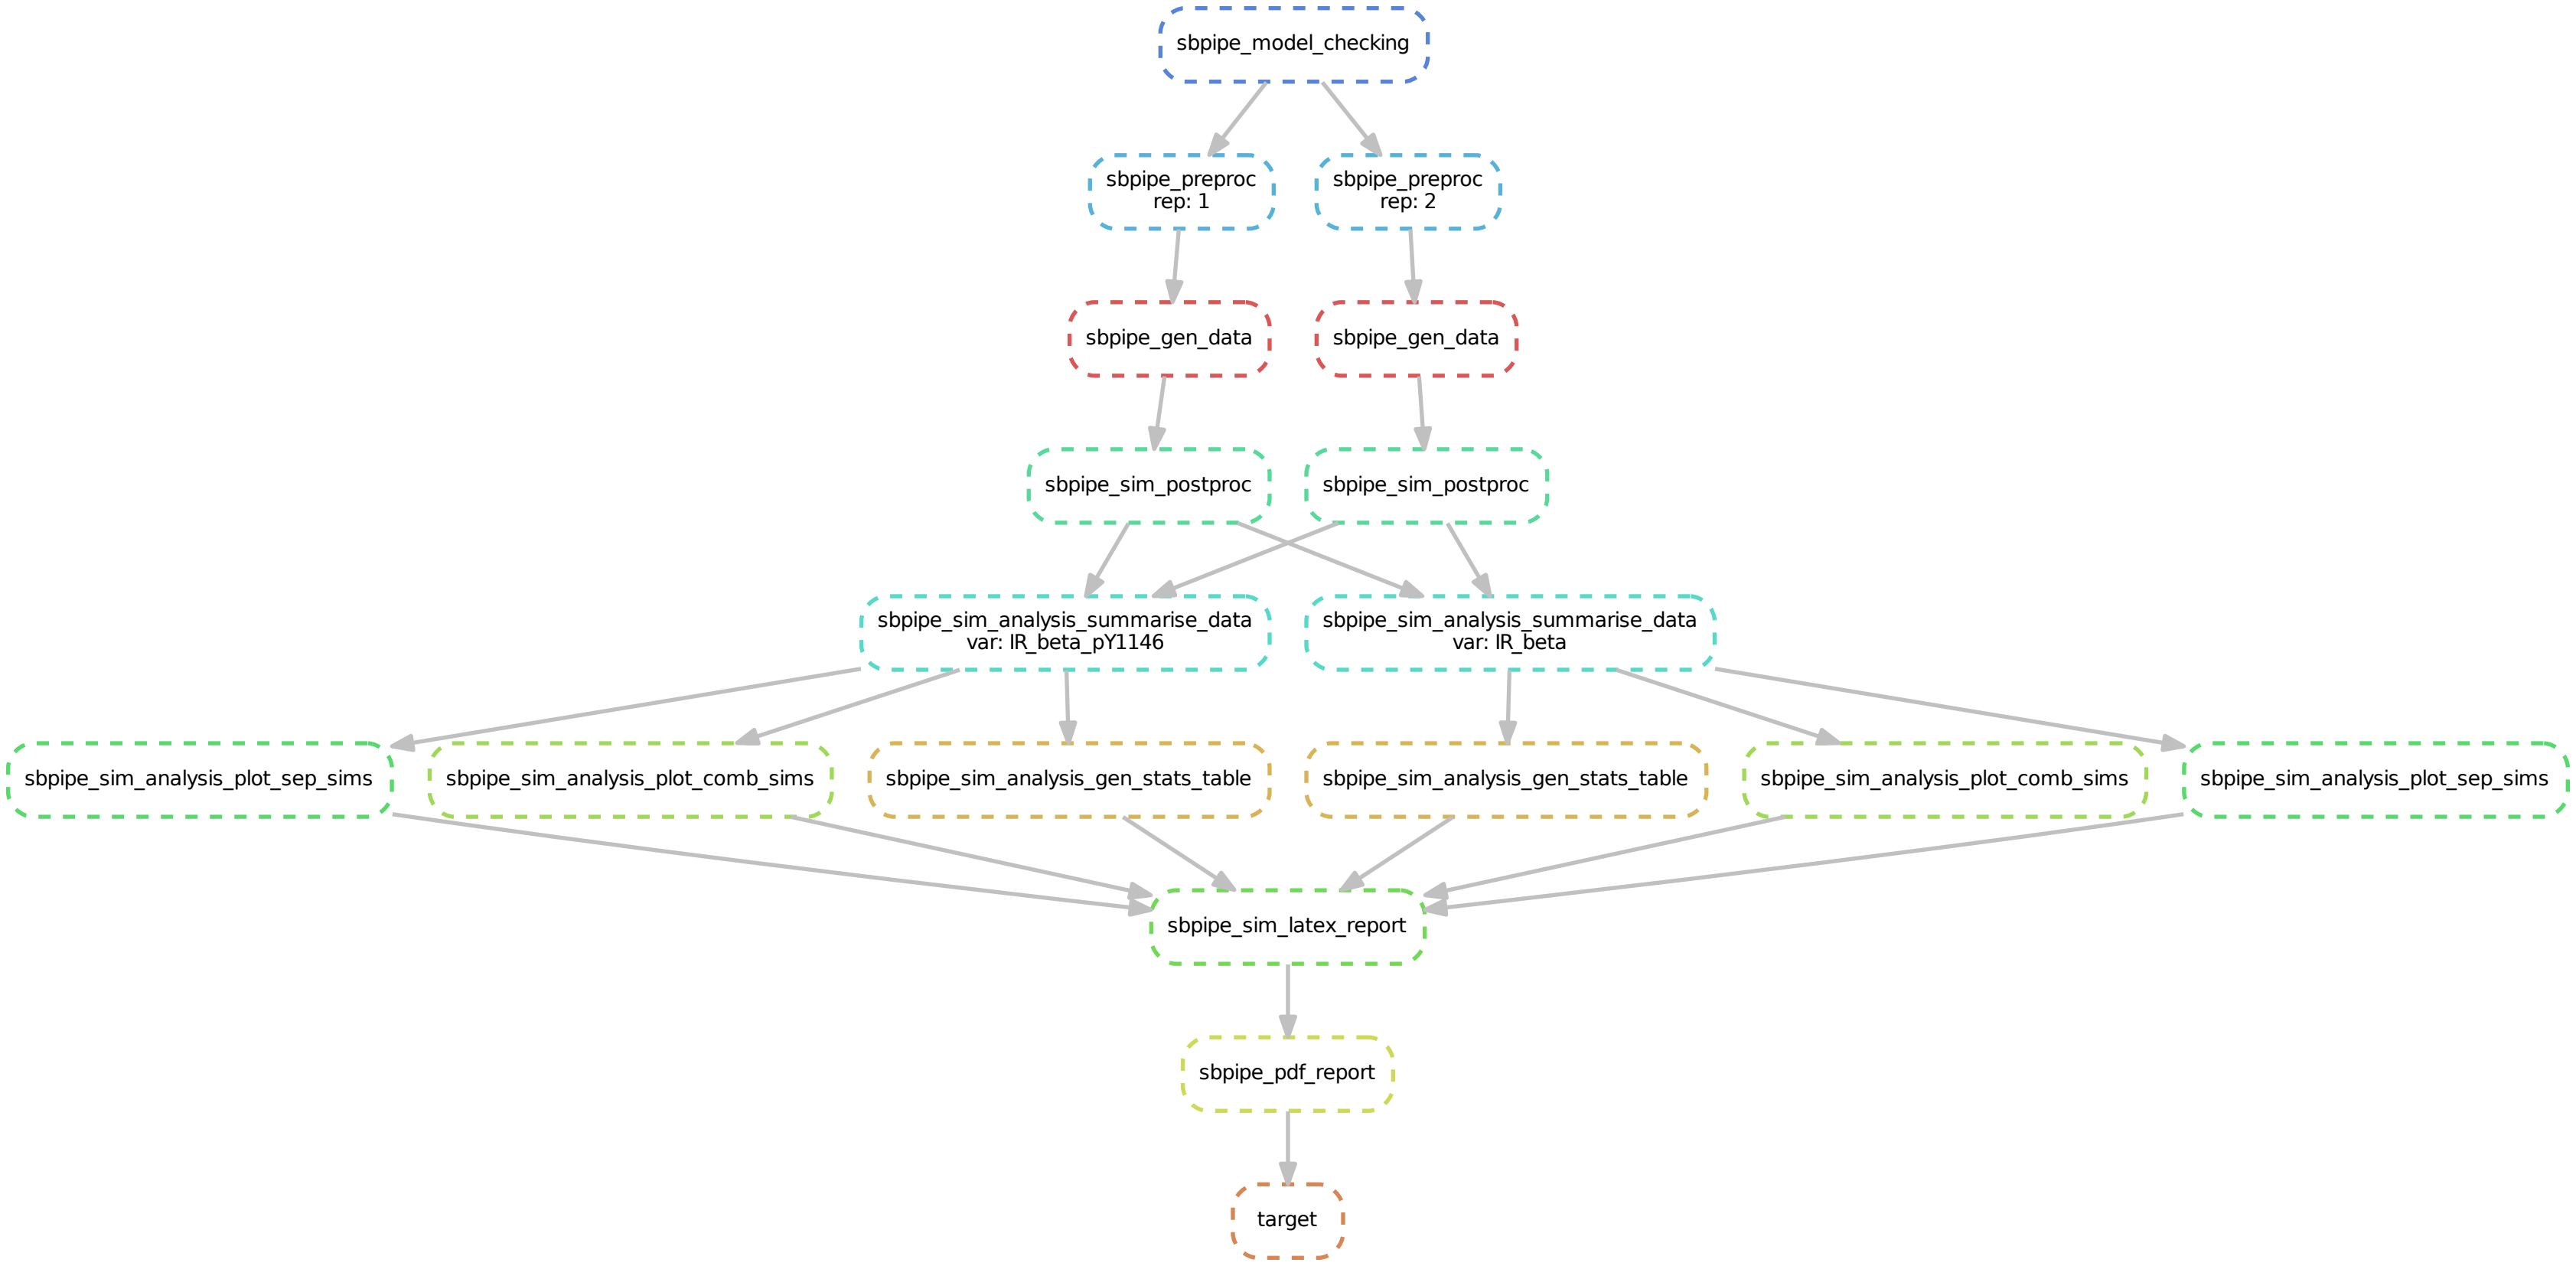 sbpipe_model_checking
sbpipe_preproc
rep: 1
sbpipe_preproc
rep: 2
sbpipe_gen_data
sbpipe_gen_data
sbpipe_sim_postproc
sbpipe_sim_postproc
sbpipe_sim_analysis_summarise_data
var: IR_beta_pY1146
sbpipe_sim_analysis_summarise_data
var: IR_beta
sbpipe_sim_analysis_plot_sep_sims
sbpipe_sim_analysis_plot_comb_sims
sbpipe_sim_analysis_gen_stats_table
sbpipe_sim_analysis_gen_stats_table
sbpipe_sim_analysis_plot_comb_sims
sbpipe_sim_analysis_plot_sep_sims
sbpipe_sim_latex_report
sbpipe_pdf_report
target